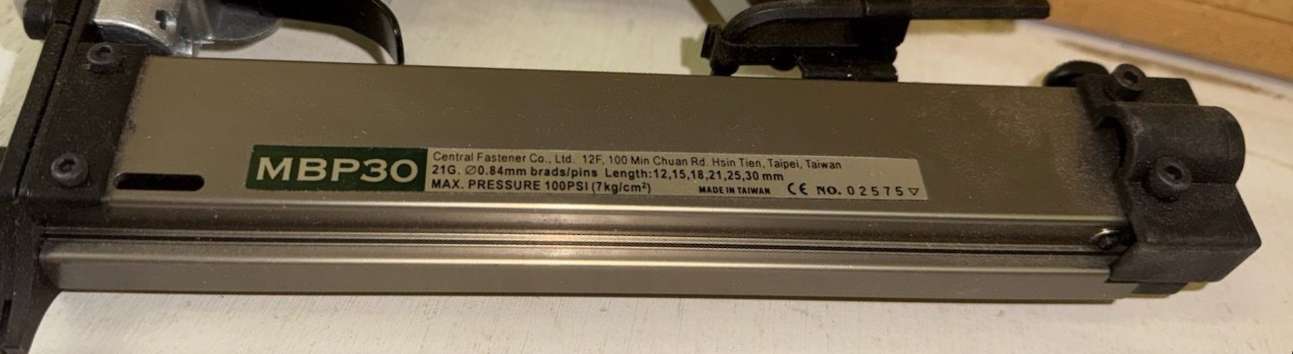 MBP30
Central Fastener Co., Ltd. 12F, 100 Min Chuan Rd. Hsin Tien, Taipei, Taiwan
21G. Ø0.84mm brads/pins Length:12,15,18,21,25,30 mm
MAX. PRESSURE 100PSI (7kg/cm²) MADE IN TAIWAN CE NO. 02575▽